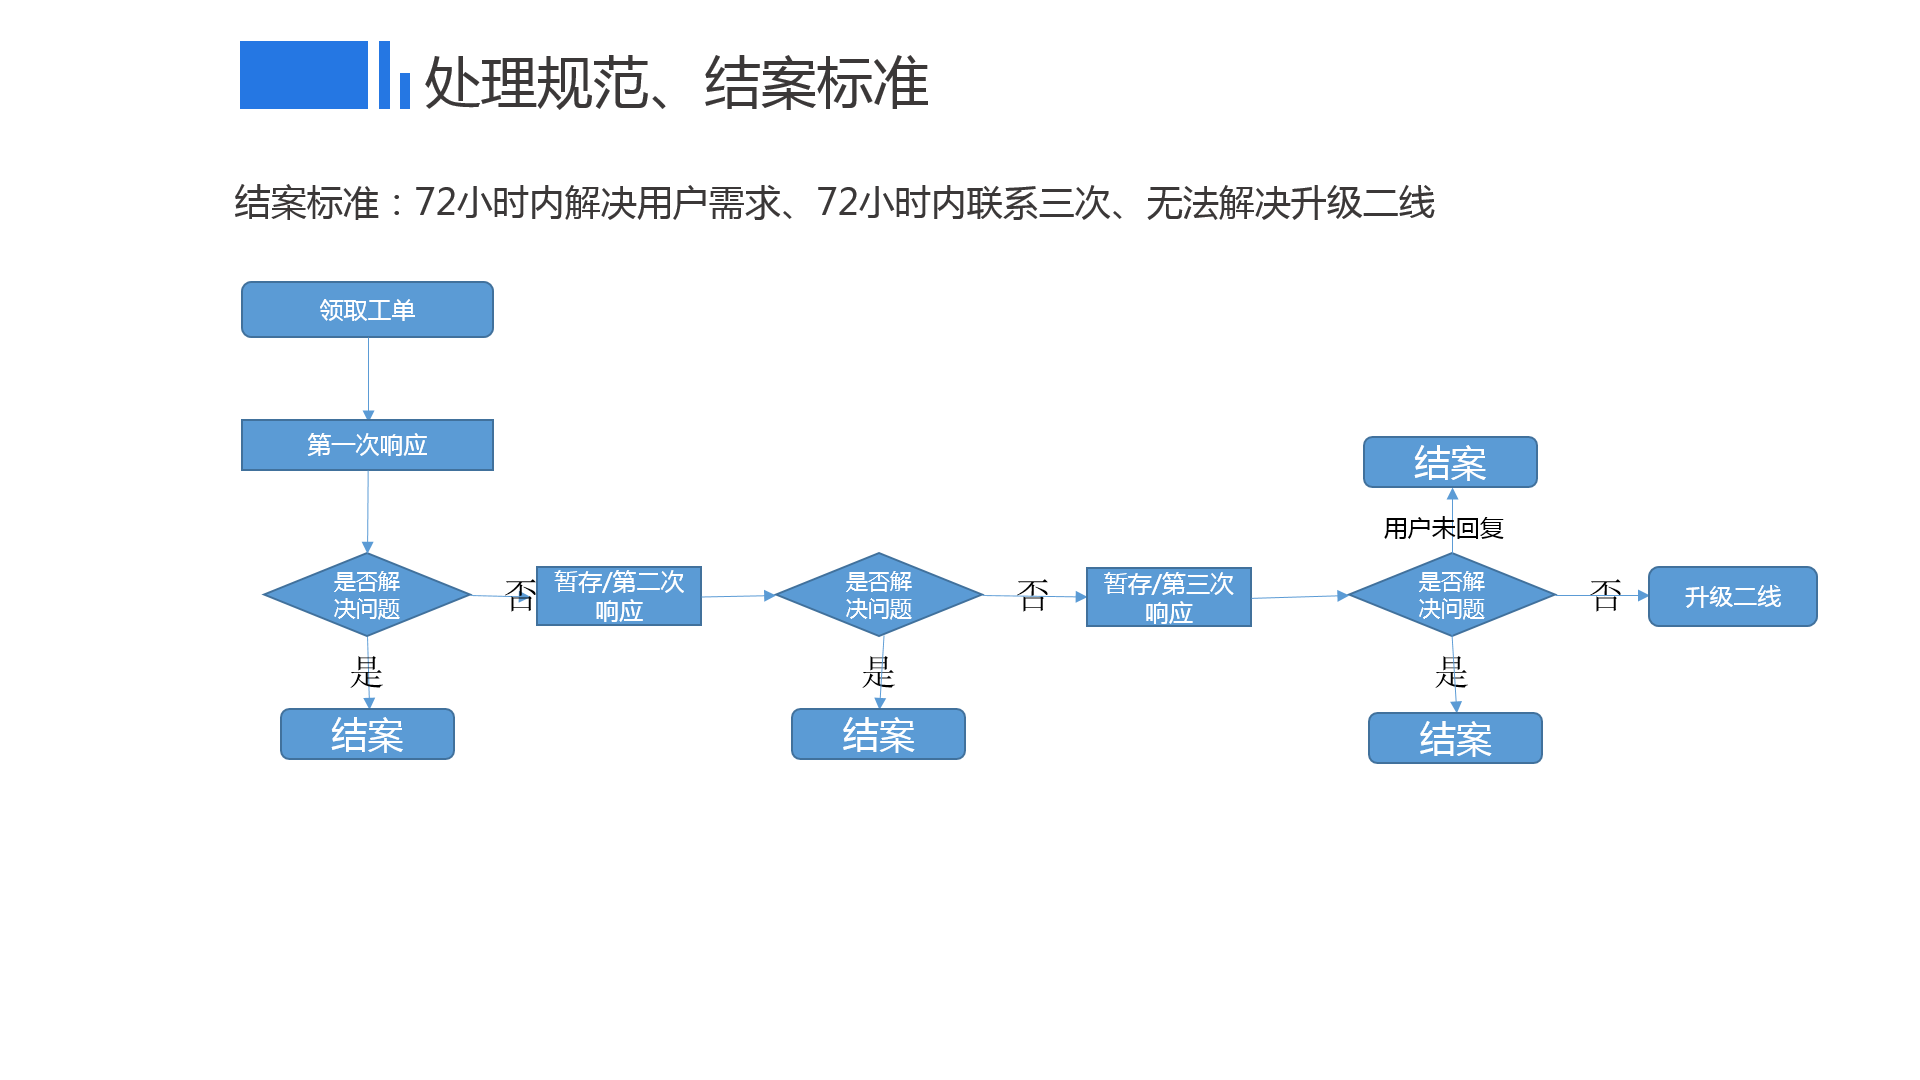 处理规范、结案标准
结案标准：72小时内解决用户需求、72小时内联系三次、无法解决升级二线
领取工单
第一次响应
是否解
决问题
否
暂存/第二次
响应
是否解
决问题
否
暂存/第三次
响应
结案
用户未回复
是否解
决问题
否
升级二线
是
是
是
结案
结案
结案